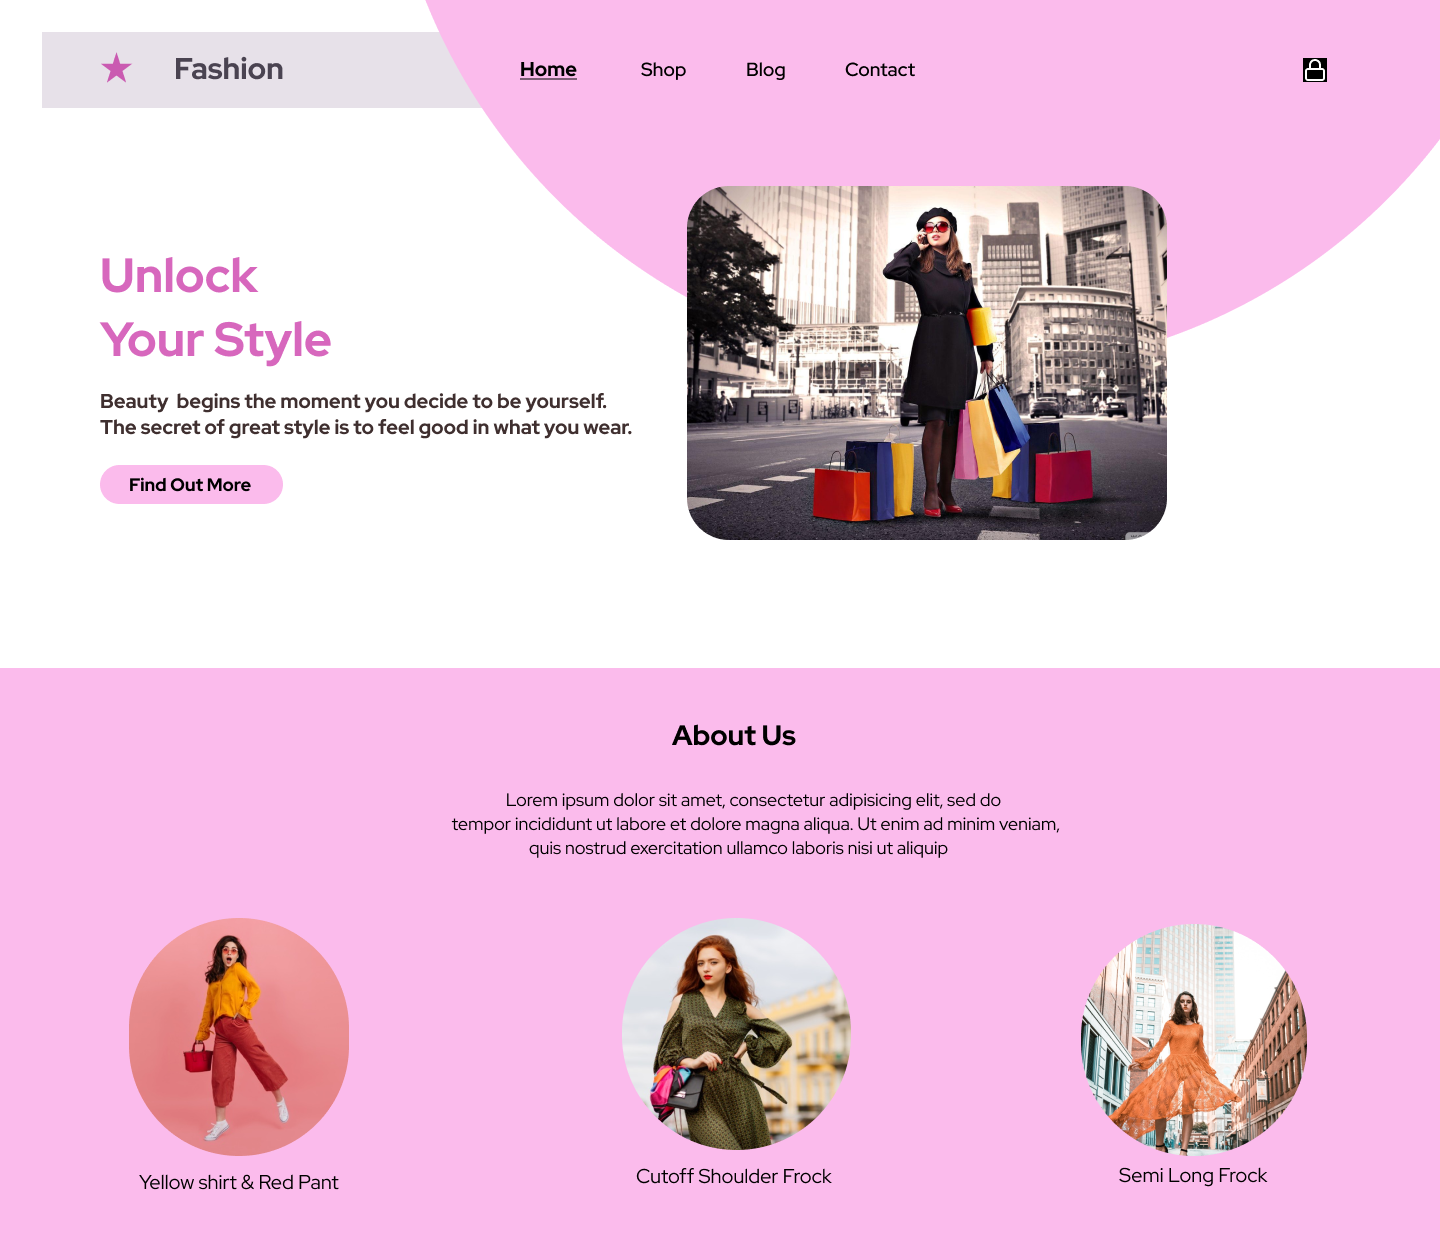 Fashion
Home
Shop
Blog
Contact
Unlock
Your Style
Beauty  begins the moment you decide to be yourself.
The secret of great style is to feel good in what you wear.
Find Out More
About Us
Lorem ipsum dolor sit amet, consectetur adipisicing elit, sed do
tempor incididunt ut labore et dolore magna aliqua. Ut enim ad minim veniam,
quis nostrud exercitation ullamco laboris nisi ut aliquip
Yellow shirt & Red Pant
Cutoff Shoulder Frock
Semi Long Frock